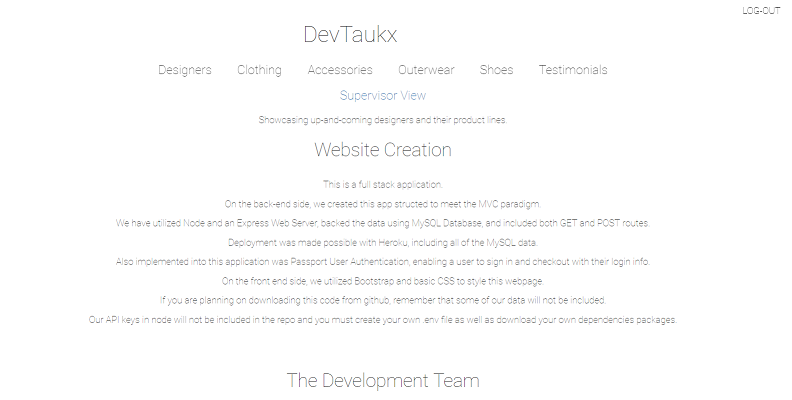 LOG-OUT
DevTaukx
Designers Clothing Accessories Outerwear Shoes Testimonials
Supervisor View
Showcasing up-and-coming designers and their product lines.
Website Creation
This is a full stack application.
On the back-end side, we created this app structed to meet the MVC paradigm.
We have utilized Node and an Express Web Server, backed the data using MySQL Database, and included both GET and POST routes.
Deployment was made possible with Heroku, including all of the MySQL data.
Also implemented into this application was Passport User Authentication, enabling a user to sign in and checkout with their login info.
On the front end side, we utilized Bootstrap and basic CSS to style this webpage.
If you are planning on downloading this code from github, remember that some of our data will not be included.
Our API keys in node will not be included in the repo and you must create your own .env file as well as download your own dependencies packages.
The Development Team